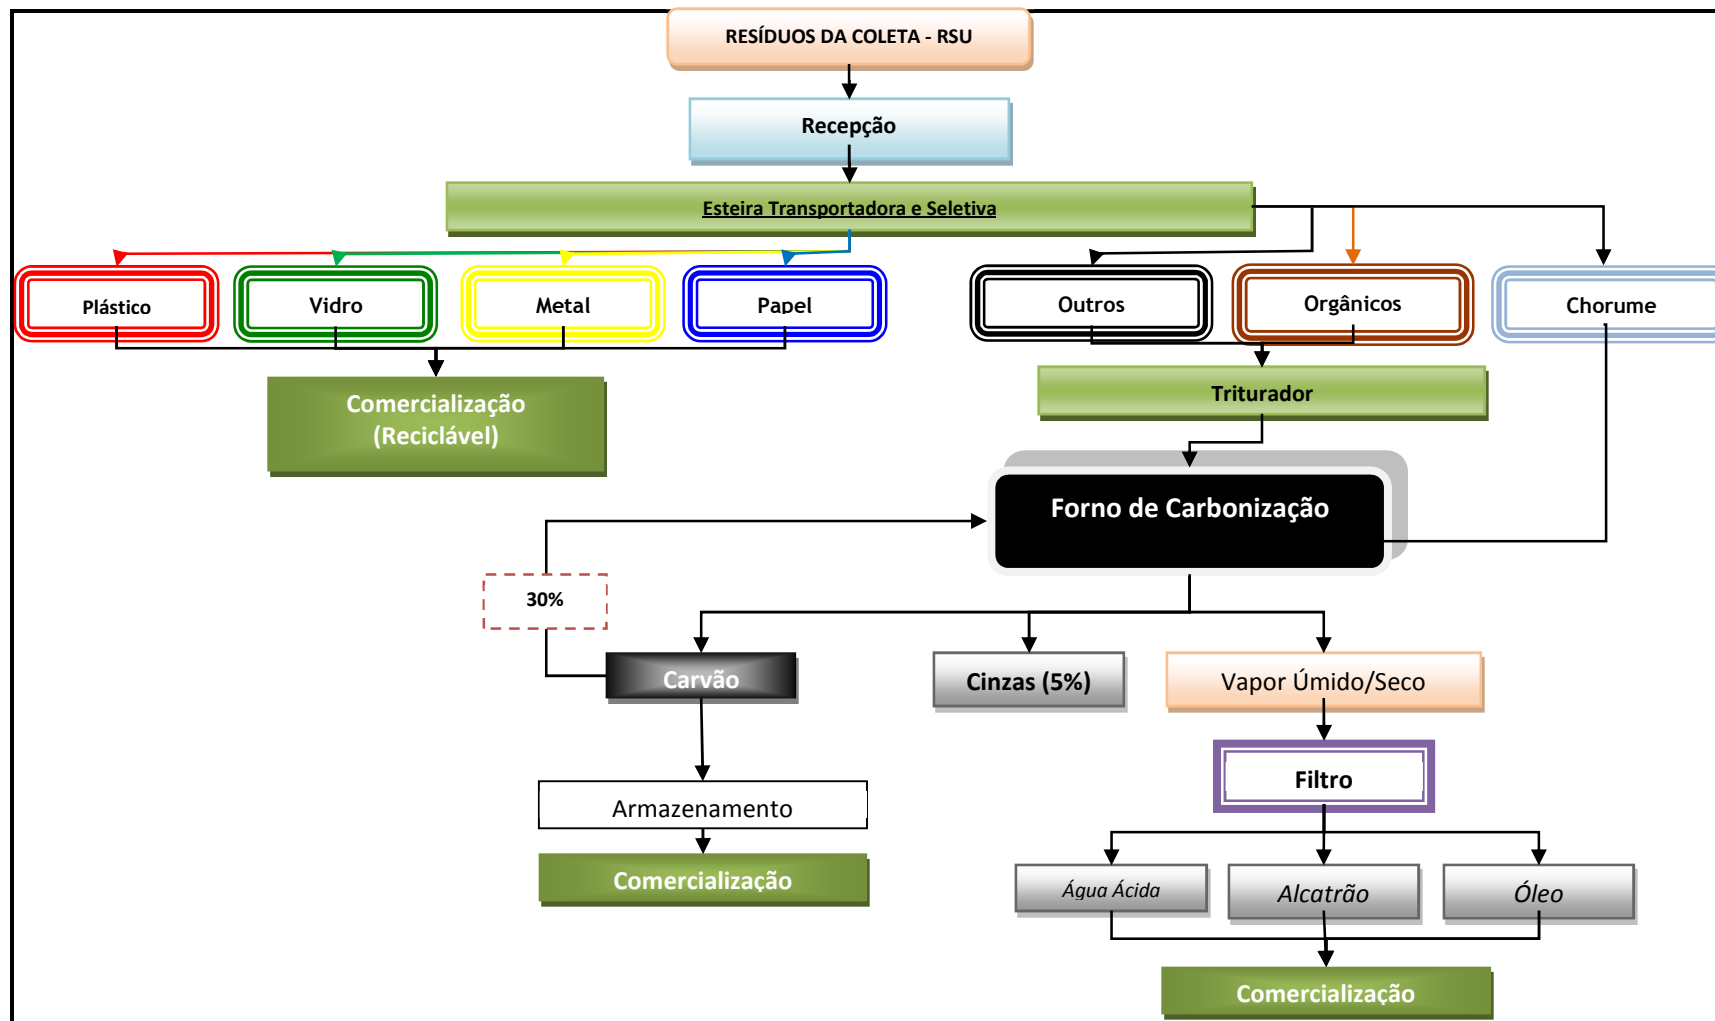 RESÍDUOS DA COLETA - RSU
Recepção
Esteira Transportadora e Seletiva
Plástico
Vidro
Metal
Papel
Outros
Orgânicos
Chorume
Comercialização
(Reciclável)
Triturador
Forno de Carbonização
30%
Carvão
Cinzas (5%)
Vapor Úmido/Seco
Filtro
Armazenamento
Comercialização
Água Ácida
Alcatrão
Óleo
Comercialização